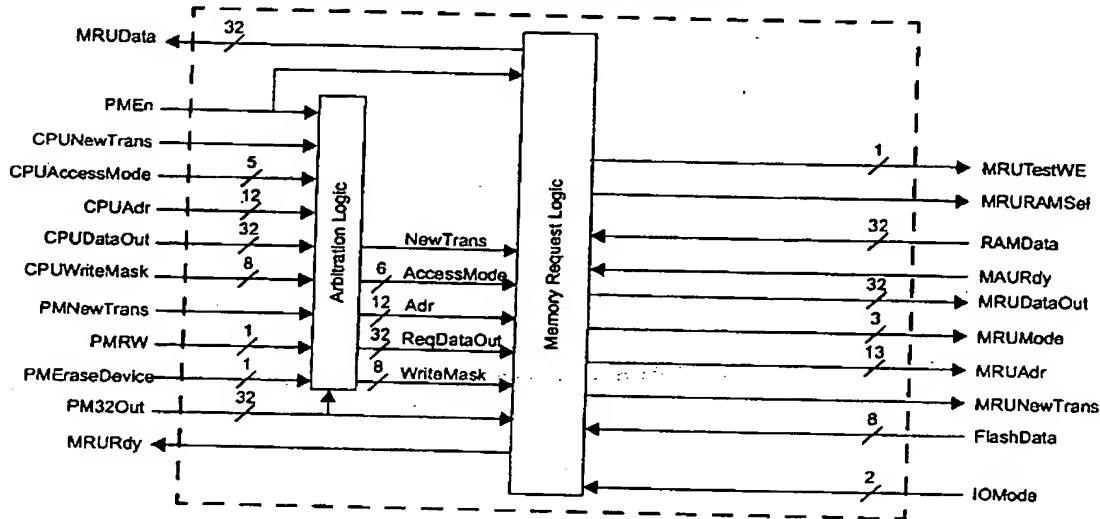 MRUData
32
PMEn
CPUNewTrans
CPUAccessMode
5
CPUAdr
12
CPUDataOut
32
CPUWriteMask
8
PMNewTrans
PMRW
1
PMEraseDevice
1
PM32Out
32
MRURdy
Arbitration Logic
NewTrans
6
AccessMode
12
Adr
32
ReqDataOut
8
WriteMask
Memory Request Logic
1
MRUTestWE
MRURAMSel
32
RAMData
MAURdy
32
MRUDataOut
3
MRUMode
13
MRUAdr
MRUNewTrans
8
FlashData
2
IOMode